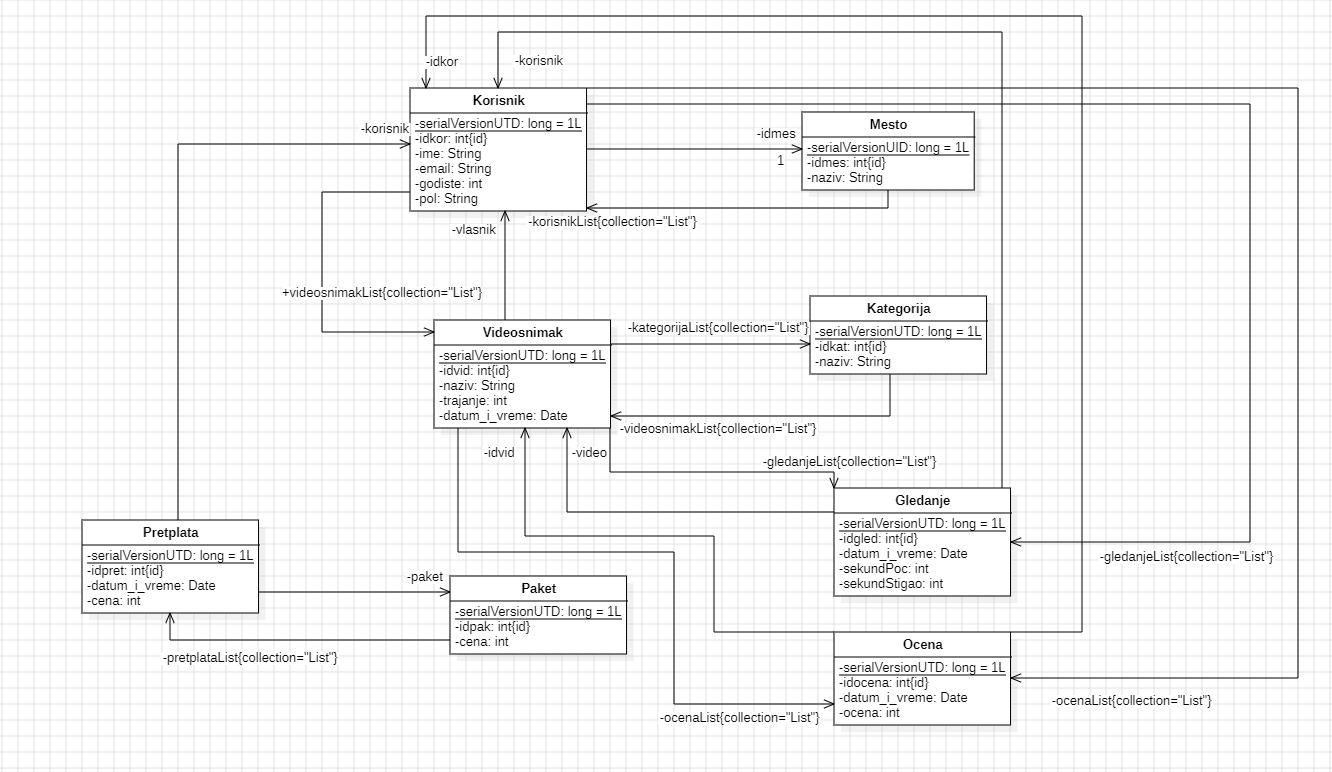 -idkor
-korisnik
Korisnik
-serialVersionUTD: long = 1L
-idkor: int{id}
-ime: String
-email: String
-godiste: int
-pol: String
-korisnik
-idmes
1
Mesto
-serialVersionUID: long = 1L
-idmes: int{id}
-naziv: String
-korisnikList{collection="List"}
-vlasnik
+videosnimakList{collection="List"}
Videosnimak
-serialVersionUTD: long = 1L
-idvid: int{id}
-naziv: String
-trajanje: int
-datum_i_vreme: Date
-kategorijaList{collection="List"}
Kategorija
-serialVersionUTD: long = 1L
-idkat: int{id}
-naziv: String
-videosnimakList{collection="List"}
-idvid
-video
-gledanjeList{collection="List"}
Gledanje
-serialVersionUTD: long = 1L
-idgled: int{id}
-datum_i_vreme: Date
-sekundPoc: int
-sekundStigao: int
-gledanjeList{collection="List"}
Pretplata
-serialVersionUTD: long = 1L
-idpret: int{id}
-datum_i_vreme: Date
-cena: int
-paket
Paket
-serialVersionUTD: long = 1L
-idpak: int{id}
-cena: int
-pretplataList{collection="List"}
Ocena
-serialVersionUTD: long = 1L
-idocena: int{id}
-datum_i_vreme: Date
-ocena: int
-ocenaList{collection="List"}
-ocenaList{collection="List"}